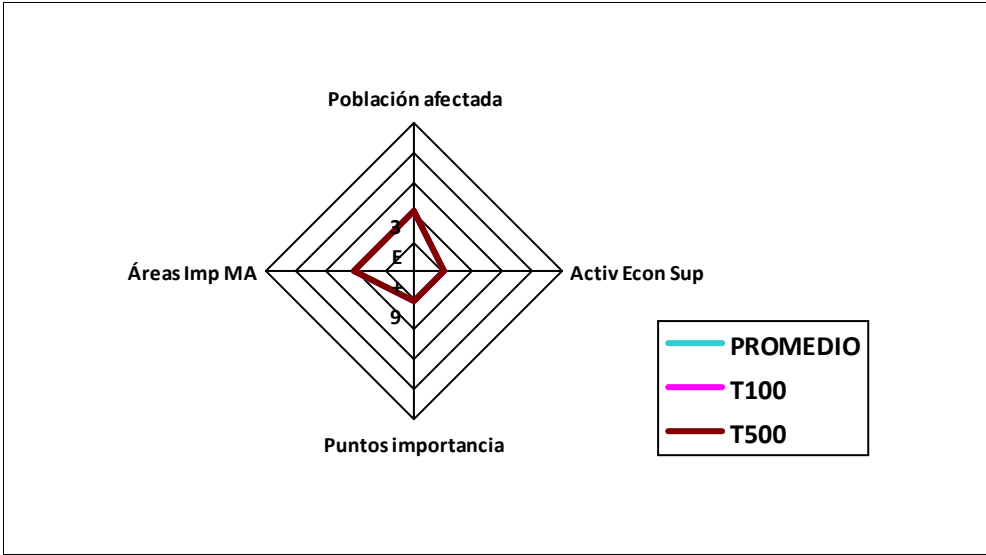 Población afectada
3
E
+
9
Áreas Imp MA
Activ Econ Sup
Puntos importancia
PROMEDIO
T100
T500